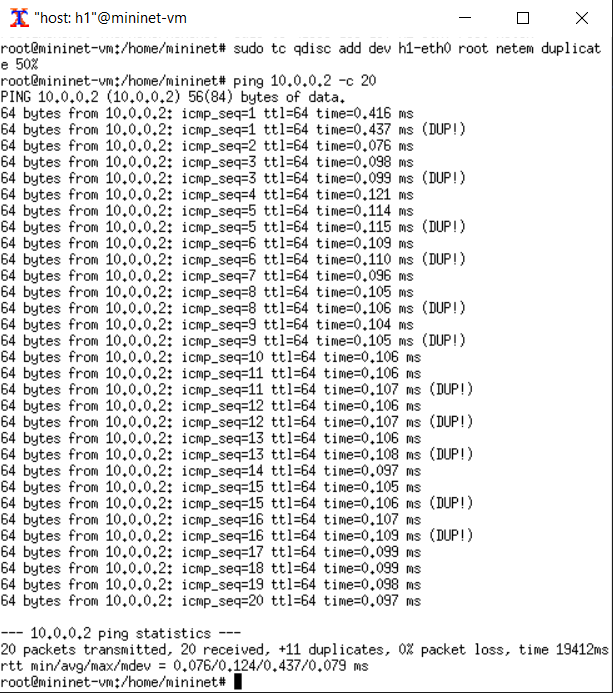 "host: h1"@mininet-vm
root@mininet-vm:/home/mininet# sudo tc qdisc add dev h1-eth0 root netem duplicat
e 50%
root@mininet-vm:/home/mininet# ping 10.0.0.2 -c 20
PING 10.0.0.2 (10.0.0.2) 56(84) bytes of data.
64 bytes from 10.0.0.2: icmp_seq=1 ttl=64 time=0.416 ms
64 bytes from 10.0.0.2: icmp_seq=1 ttl=64 time=0.437 ms (DUP!)
64 bytes from 10.0.0.2: icmp_seq=2 ttl=64 time=0.076 ms
64 bytes from 10.0.0.2: icmp_seq=3 ttl=64 time=0.098 ms
64 bytes from 10.0.0.2: icmp_seq=3 ttl=64 time=0.099 ms (DUP!)
64 bytes from 10.0.0.2: icmp_seq=4 ttl=64 time=0.121 ms
64 bytes from 10.0.0.2: icmp_seq=5 ttl=64 time=0.114 ms
64 bytes from 10.0.0.2: icmp_seq=5 ttl=64 time=0.115 ms (DUP!)
64 bytes from 10.0.0.2: icmp_seq=6 ttl=64 time=0.109 ms
64 bytes from 10.0.0.2: icmp_seq=6 ttl=64 time=0.110 ms (DUP!)
64 bytes from 10.0.0.2: icmp_seq=7 ttl=64 time=0.096 ms
64 bytes from 10.0.0.2: icmp_seq=8 ttl=64 time=0.105 ms
64 bytes from 10.0.0.2: icmp_seq=8 ttl=64 time=0.106 ms (DUP!)
64 bytes from 10.0.0.2: icmp_seq=9 ttl=64 time=0.104 ms
64 bytes from 10.0.0.2: icmp_seq=9 ttl=64 time=0.105 ms (DUP!)
64 bytes from 10.0.0.2: icmp_seq=10 ttl=64 time=0.106 ms
64 bytes from 10.0.0.2: icmp_seq=11 ttl=64 time=0.106 ms
64 bytes from 10.0.0.2: icmp_seq=11 ttl=64 time=0.107 ms (DUP!)
64 bytes from 10.0.0.2: icmp_seq=12 ttl=64 time=0.106 ms
64 bytes from 10.0.0.2: icmp_seq=12 ttl=64 time=0.107 ms (DUP!)
64 bytes from 10.0.0.2: icmp_seq=13 ttl=64 time=0.106 ms
64 bytes from 10.0.0.2: icmp_seq=13 ttl=64 time=0.108 ms (DUP!)
64 bytes from 10.0.0.2: icmp_seq=14 ttl=64 time=0.097 ms
64 bytes from 10.0.0.2: icmp_seq=15 ttl=64 time=0.105 ms
64 bytes from 10.0.0.2: icmp_seq=15 ttl=64 time=0.106 ms (DUP!)
64 bytes from 10.0.0.2: icmp_seq=16 ttl=64 time=0.107 ms
64 bytes from 10.0.0.2: icmp_seq=16 ttl=64 time=0.109 ms (DUP!)
64 bytes from 10.0.0.2: icmp_seq=17 ttl=64 time=0.099 ms
64 bytes from 10.0.0.2: icmp_seq=18 ttl=64 time=0.099 ms
64 bytes from 10.0.0.2: icmp_seq=19 ttl=64 time=0.098 ms
64 bytes from 10.0.0.2: icmp_seq=20 ttl=64 time=0.097 ms
--- 10.0.0.2 ping statistics ---
20 packets transmitted, 20 received, +11 duplicates, 0% packet loss, time 19412ms
rtt min/avg/max/mdev = 0.076/0.124/0.437/0.079 ms
root@mininet-vm:/home/mininet#